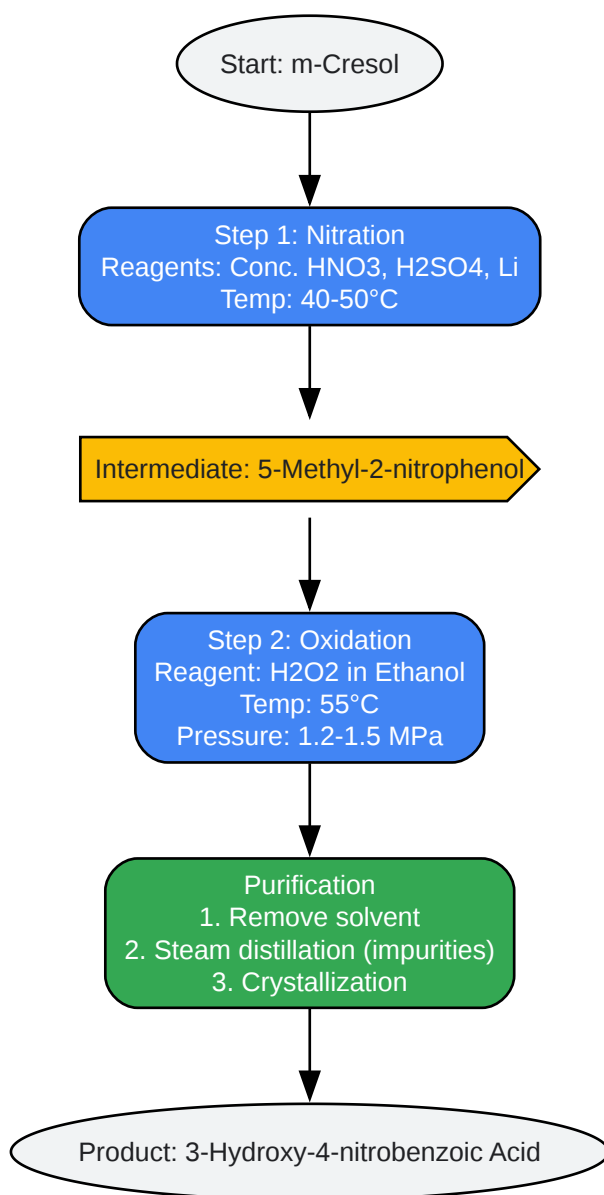 Start: m-Cresol
Step 1: Nitration
Reagents: Conc. HNO3, H2SO4, Li
Temp: 40-50°C
Intermediate: 5-Methyl-2-nitrophenol
Step 2: Oxidation
Reagent: H2O2 in Ethanol
Temp: 55°C
Pressure: 1.2-1.5 MPa
Purification
1. Remove solvent
2. Steam distillation (impurities)
3. Crystallization
Product: 3-Hydroxy-4-nitrobenzoic Acid